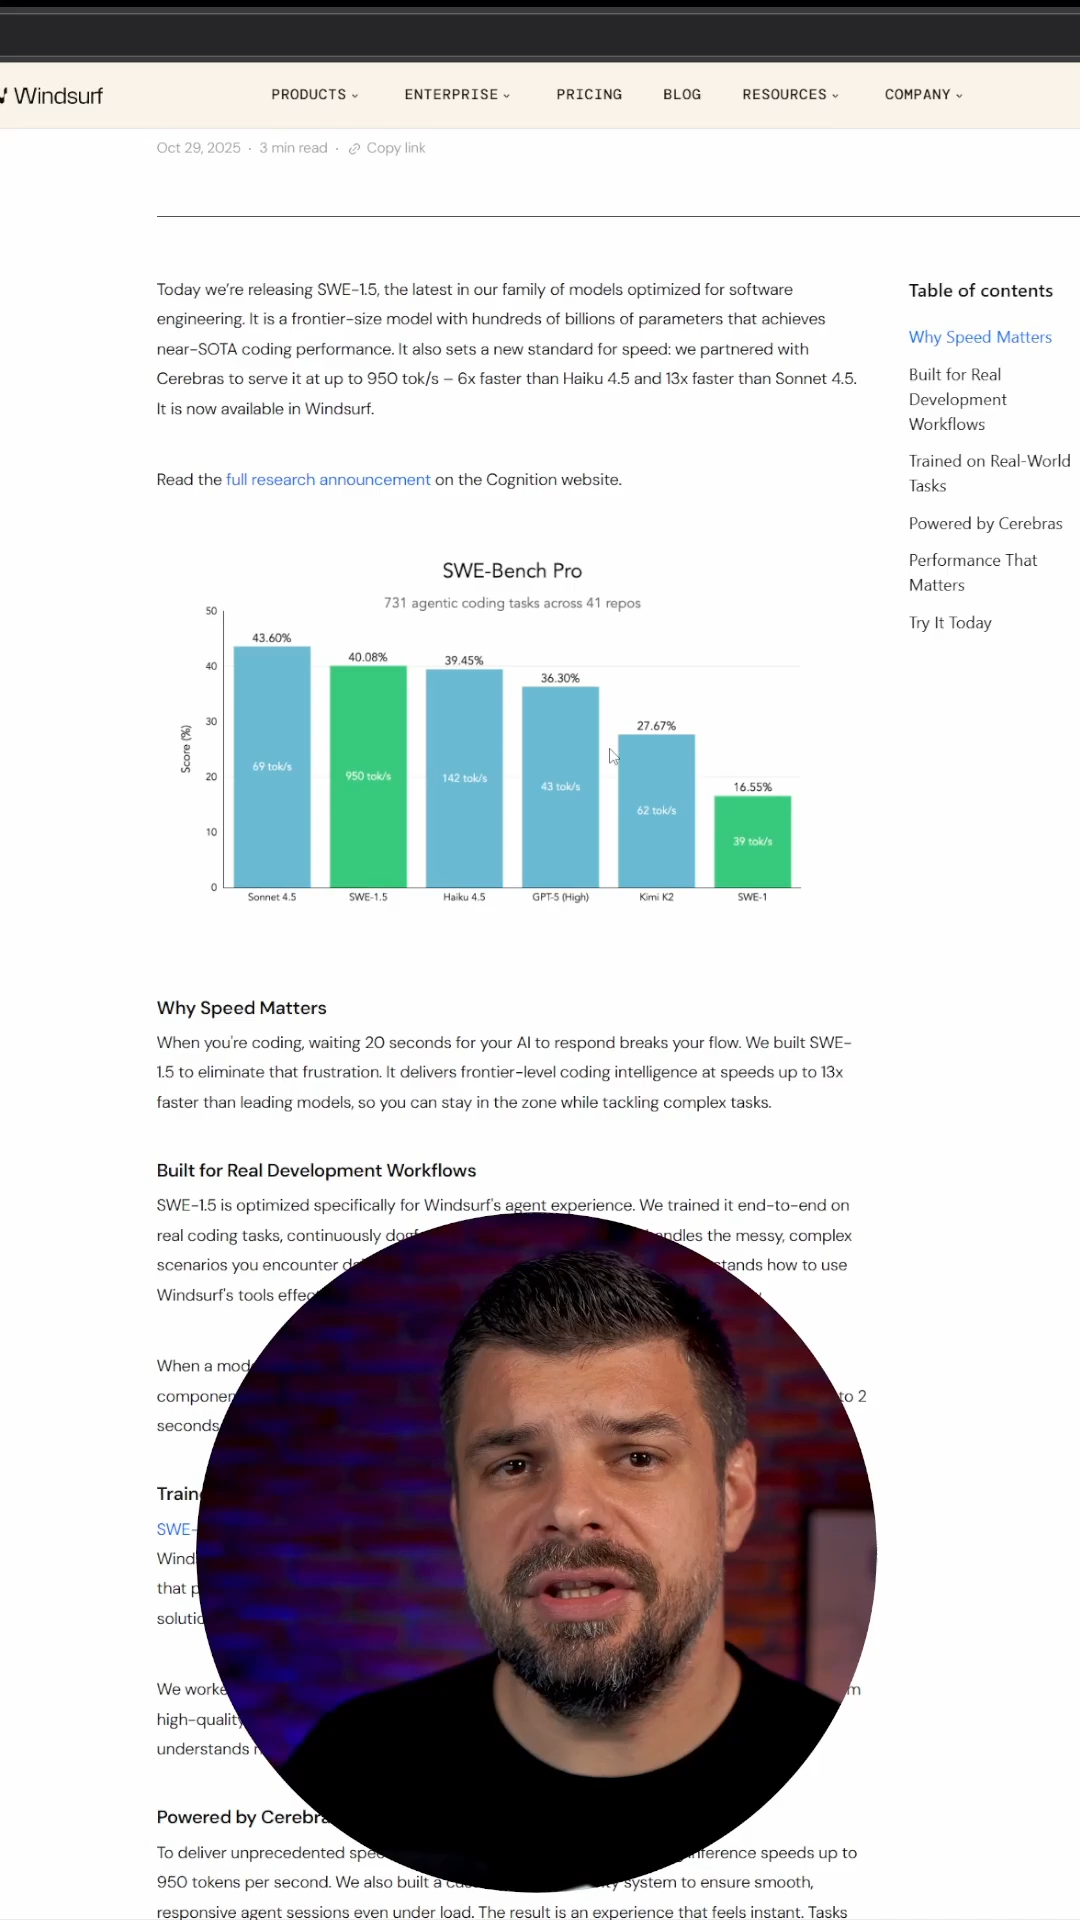 Windsurf
PRODUCTS ENTERPRISE PRICING BLOG RESOURCES COMPANY
Oct 29, 2025 · 3 min read · Copy link
Today we're releasing SWE-1.5, the latest in our family of models optimized for software
engineering. It is a frontier-size model with hundreds of billions of parameters that achieves
near-SOTA coding performance. It also sets a new standard for speed: we partnered with
Cerebras to serve it at up to 950 tok/s – 6x faster than Haiku 4.5 and 13x faster than Sonnet 4.5.
It is now available in Windsurf.
Read the full research announcement on the Cognition website.
Table of contents
Why Speed Matters
Built for Real
Development
Workflows
Trained on Real-World
Tasks
Powered by Cerebras
Performance That
Matters
Try It Today
SWE-Bench Pro
731 agentic coding tasks across 41 repos
Score (%)
50
40
30
20
10
0
43.60%
40.08%
39.45%
36.30%
27.67%
16.55%
69 tok/s
950 tok/s
142 tok/s
43 tok/s
62 tok/s
39 tok/s
Sonnet 4.5 SWE-1.5 Haiku 4.5 GPT-5 (High) Kimi K2 SWE-1
Why Speed Matters
When you're coding, waiting 20 seconds for your AI to respond breaks your flow. We built SWE-
1.5 to eliminate that frustration. It delivers frontier-level coding intelligence at speeds up to 13x
faster than leading models, so you can stay in the zone while tackling complex tasks.
Built for Real Development Workflows
SWE-1.5 is optimized specifically for Windsurf's agent experience. We trained it end-to-end on
real coding tasks, continuously the messy, complex
scenarios you encounter how to use
Windsurf's tools
When a
to 2
seconds
SWE-
that
We
high-quality
understands
Powered by
To deliver unprecedented speeds up to
950 tokens per second. We also built a system to ensure smooth,
responsive agent sessions even under load. The result is an experience that feels instant. Tasks